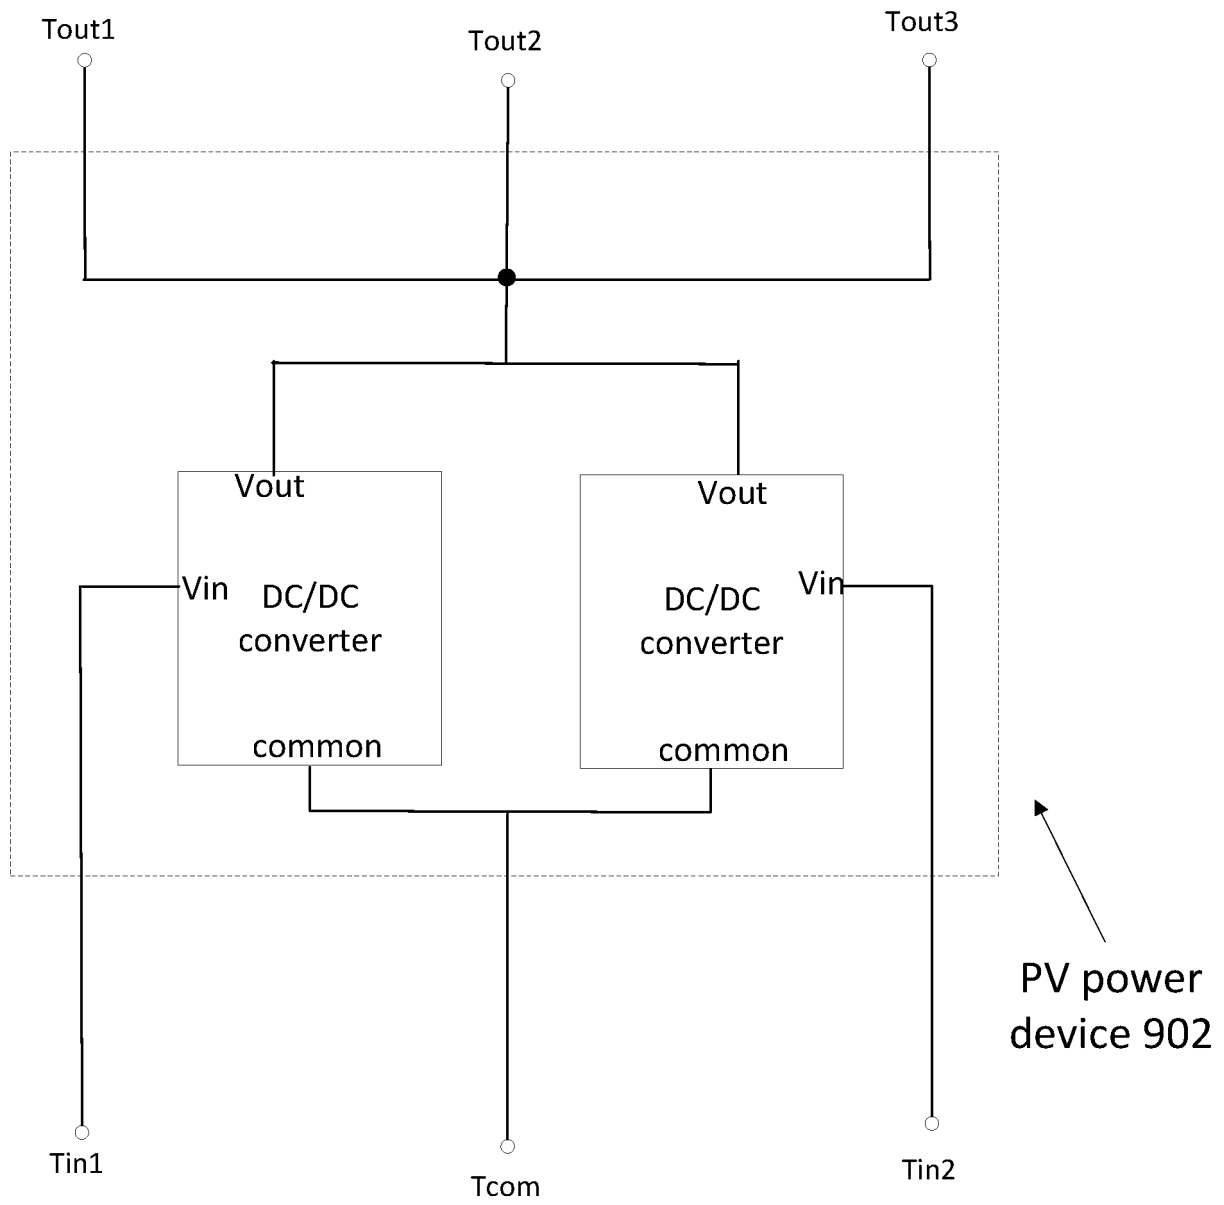 Tout1
Tout2
Tout3
Vout
Vout
Vin
DC/DC
converter
DC/DC
converter
Vin
common
common
PV power
device 902
Tin1
Tcom
Tin2